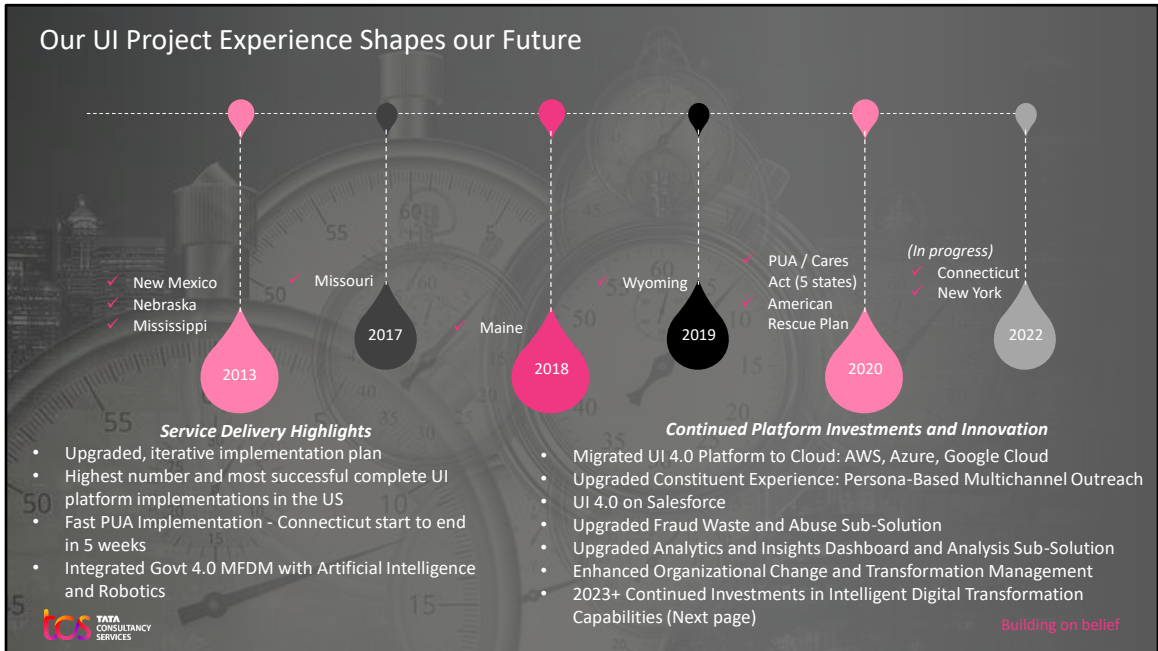 Our UI Project Experience Shapes our Future
✓ New Mexico
✓ Nebraska
✓ Mississippi
2013
✓ Missouri
2017
✓ Maine
2018
✓ Wyoming
2019
✓ PUA / Cares
Act (5 states)
✓ American
Rescue Plan
2020
(In progress)
✓ Connecticut
✓ New York
2022
Service Delivery Highlights
• Upgraded, iterative implementation plan
• Highest number and most successful complete UI
platform implementations in the US
• Fast PUA Implementation - Connecticut start to end
in 5 weeks
• Integrated Govt 4.0 MFDM with Artificial Intelligence
and Robotics
Continued Platform Investments and Innovation
• Migrated UI 4.0 Platform to Cloud: AWS, Azure, Google Cloud
• Upgraded Constituent Experience: Persona-Based Multichannel Outreach
• UI 4.0 on Salesforce
• Upgraded Fraud Waste and Abuse Sub-Solution
• Upgraded Analytics and Insights Dashboard and Analysis Sub-Solution
• Enhanced Organizational Change and Transformation Management
• 2023+ Continued Investments in Intelligent Digital Transformation
Capabilities (Next page)
tcs
TATA
CONSULTANCY
SERVICES
Building on belief